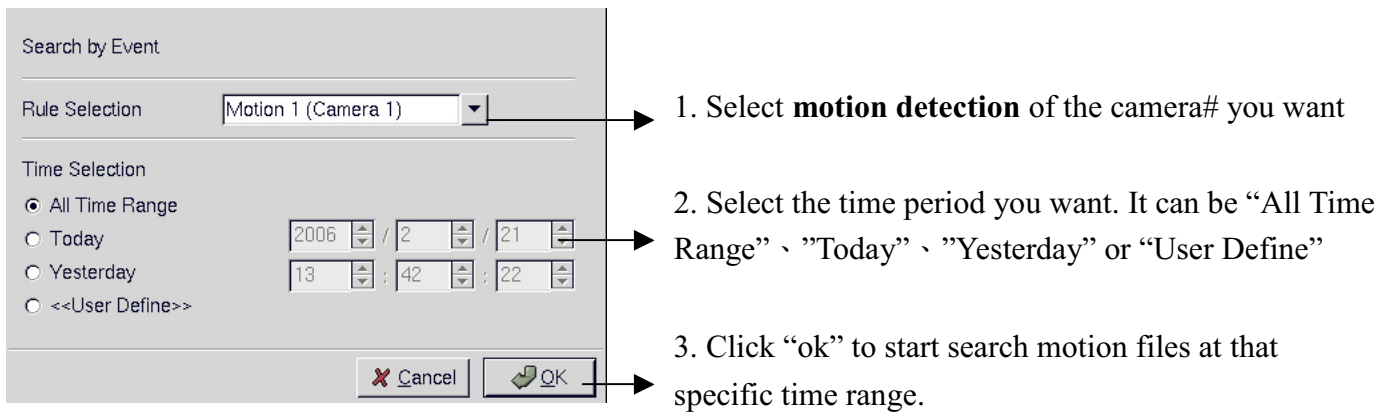 Search by Event
Rule Selection Motion 1 (Camera 1)
1. Select motion detection of the camera# you want
Time Selection
All Time Range
Today 2006 / 2 / 21
Yesterday 13 : 42 : 22
<<User Define>>
2. Select the time period you want. It can be “All Time
Range”、”Today”、”Yesterday” or “User Define”
Cancel OK
3. Click “ok” to start search motion files at that
specific time range.